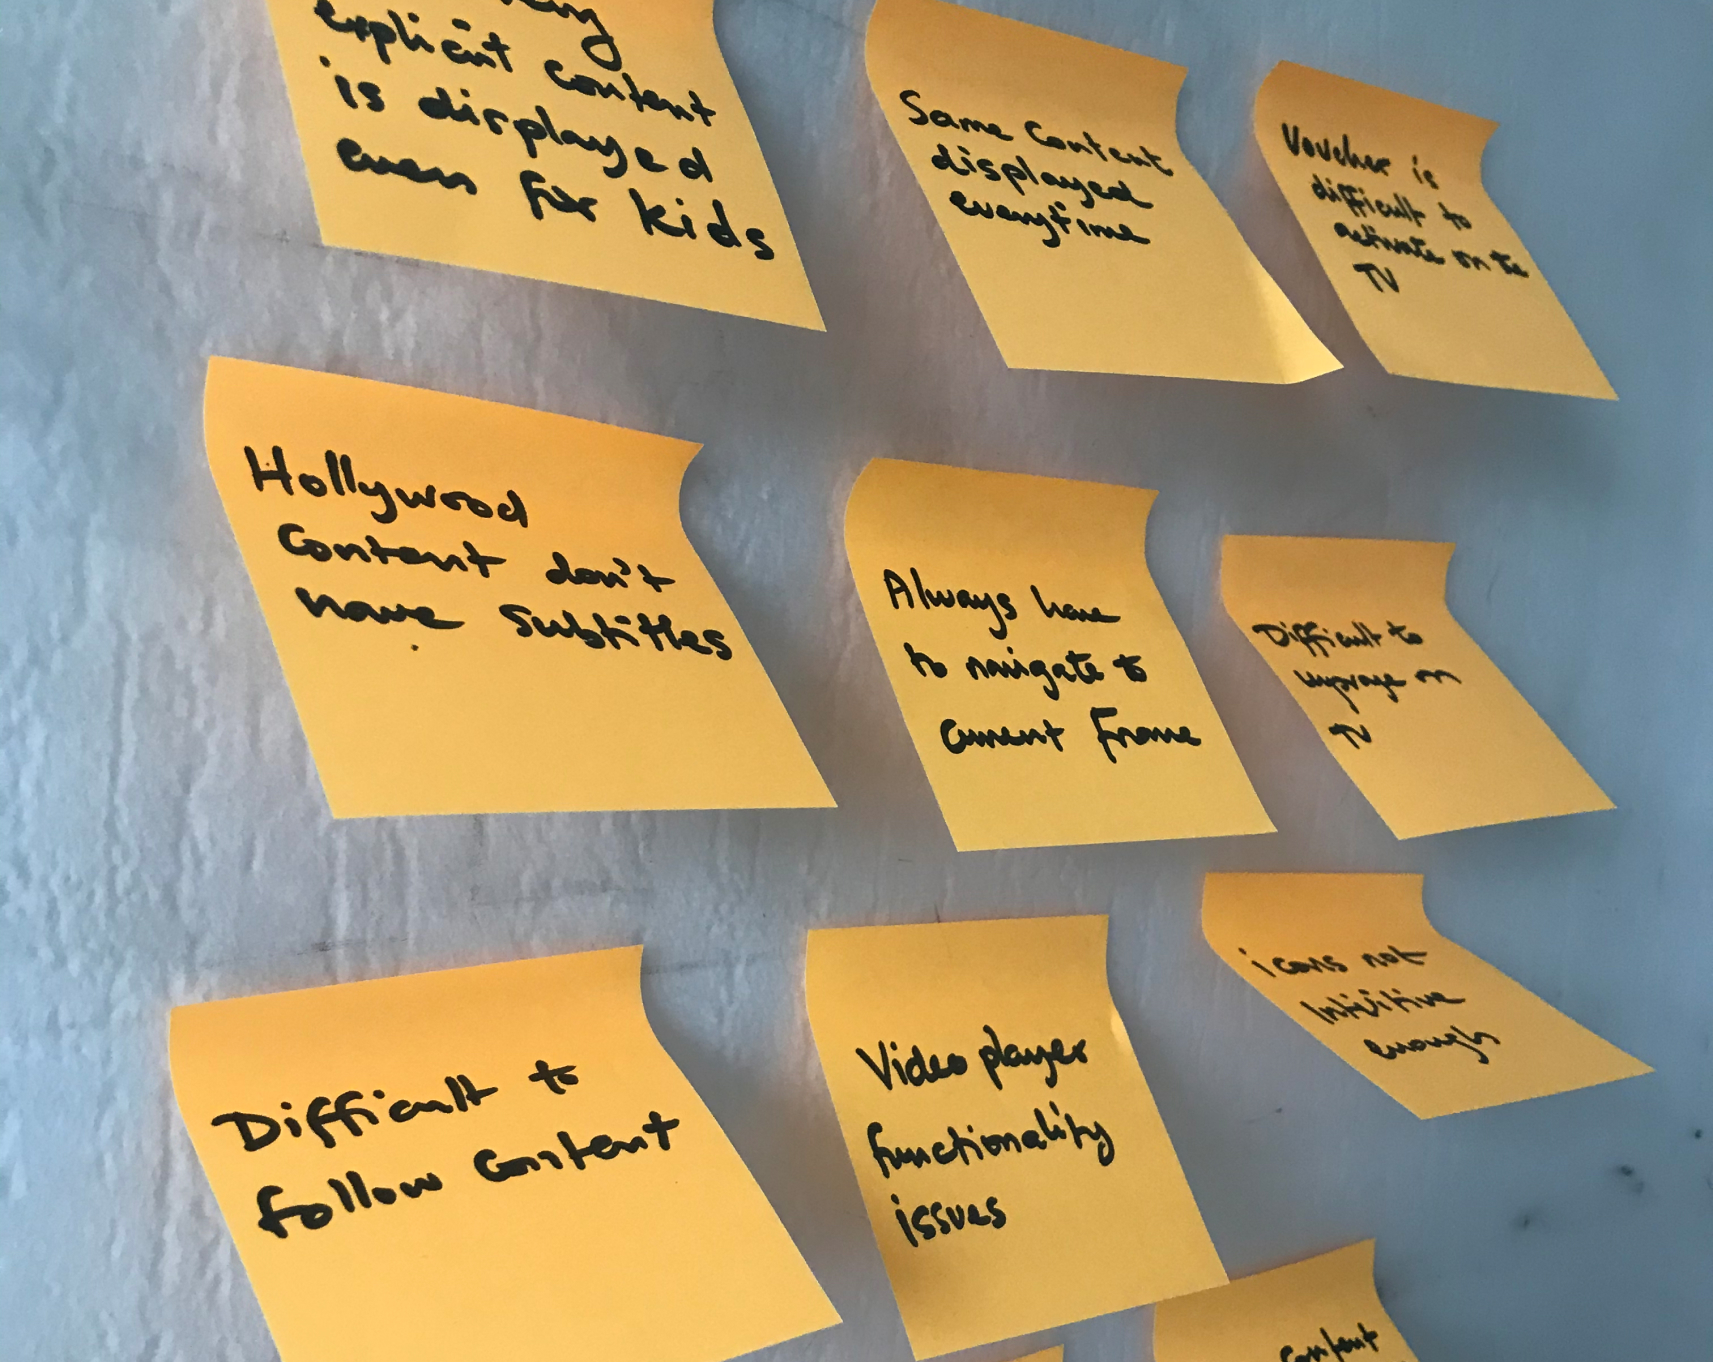 explicit content
is displayed
even for kids
Same Content
displayed
everytime
Voucher is
difficult to
activate on the
TV
Hollywood
Content don't
have subtitles
Always have
to navigate to
current Frame
Difficult to
on
TV
Difficult to
follow content
Video player
functionality
issues
icons not
Intuitive
enough
content